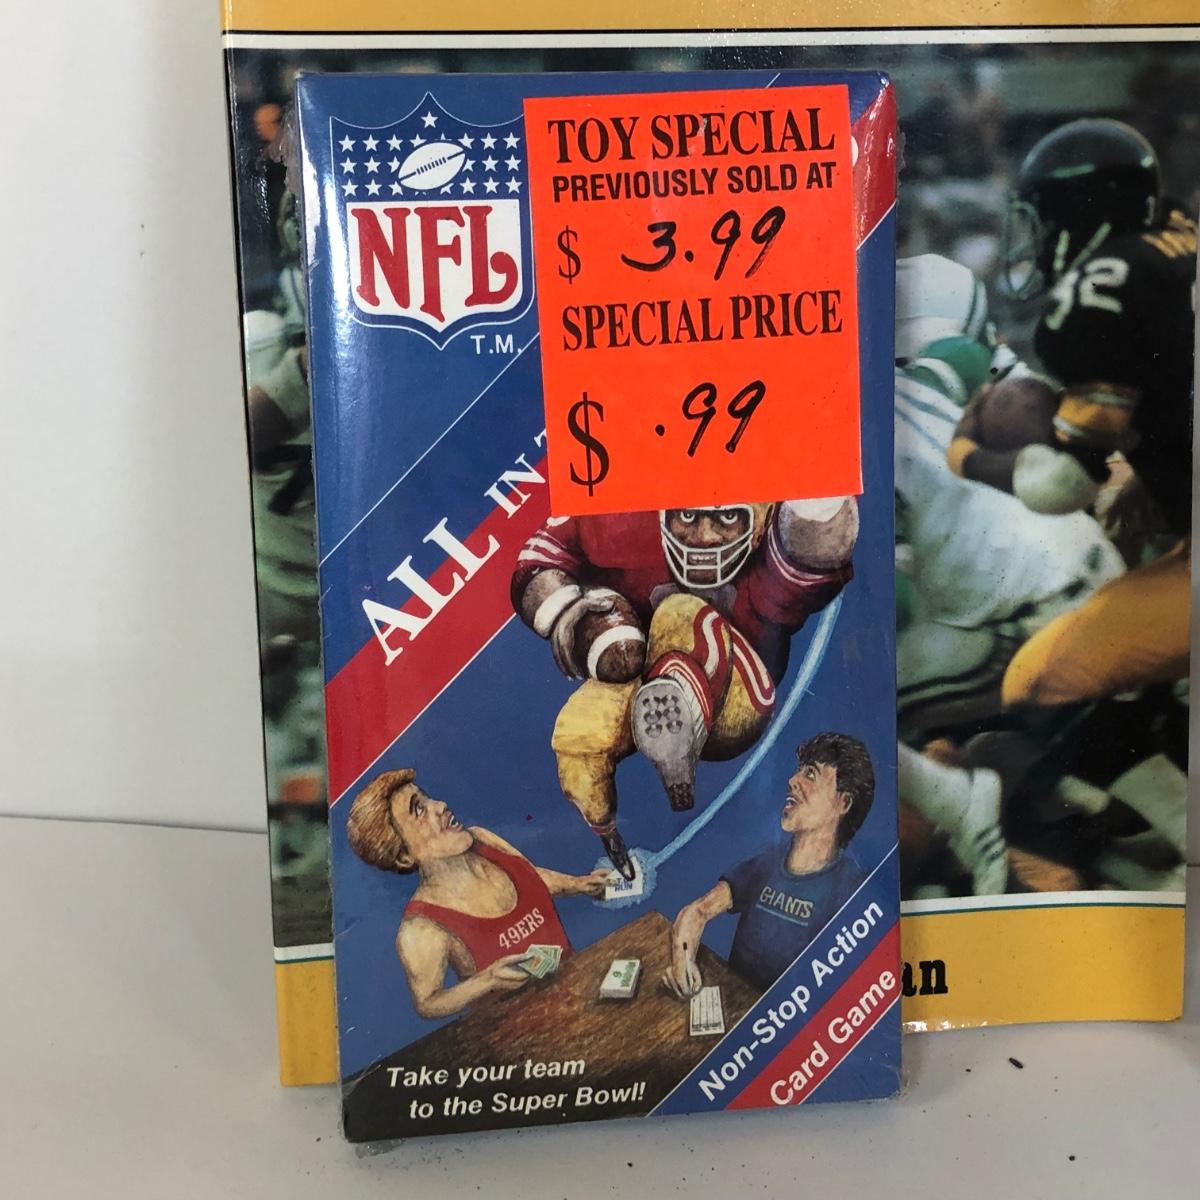 NFL
T.M.
TOY SPECIAL
PREVIOUSLY SOLD AT
$ 3.99
SPECIAL PRICE
$ .99
ALL IN
49ERS
GIANTS
RUN
Non-Stop Action
Card Game
Take your team
to the Super Bowl!